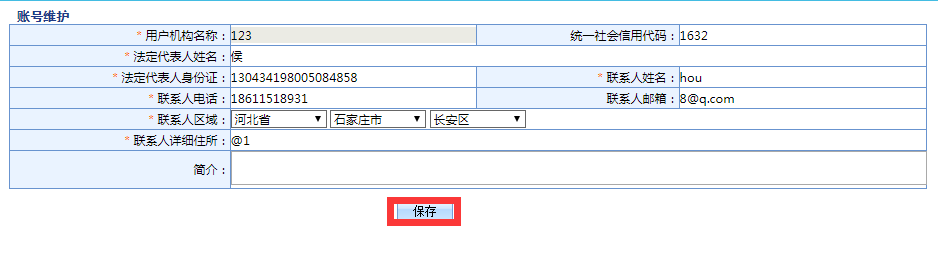 账号维护
* 用户机构名称： 123 统一社会信用代码： 1632
* 法定代表人姓名： 侯
* 法定代表人身份证： 130434198005084858 * 联系人姓名： hou
* 联系人电话： 18611518931 联系人邮箱： 8@q.com
* 联系人区域： 河北省 石家庄市 长安区
* 联系人详细住所： @1
简介：
保存